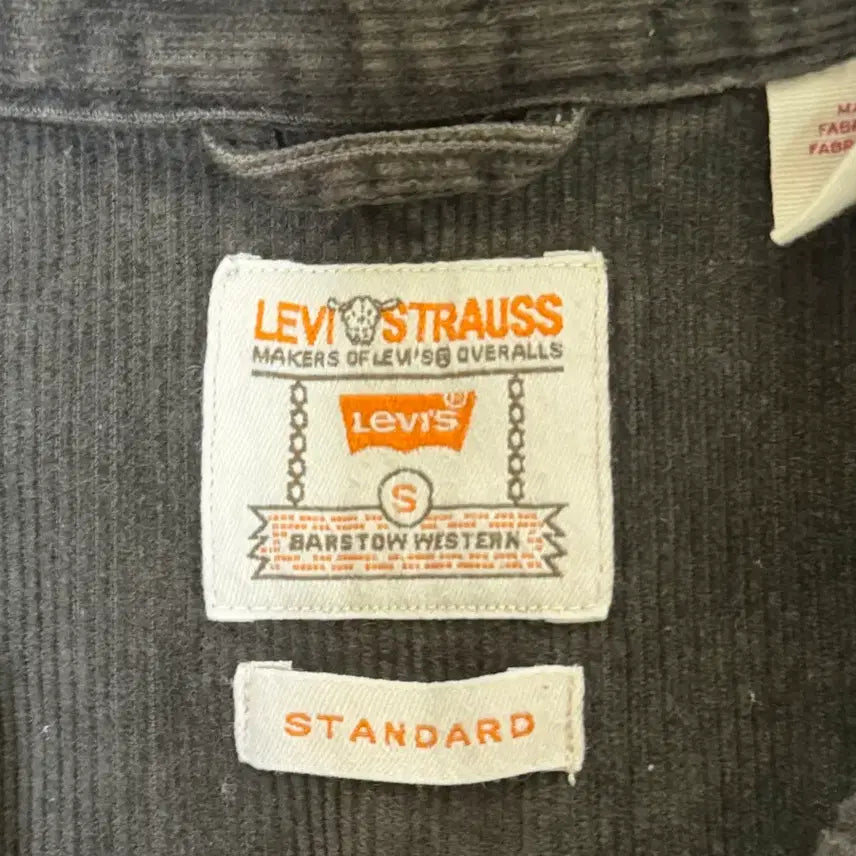 LEVI STRAUSS
MAKERS OF LEVI'S® OVERALLS
LEVI'S®
S
BARSTOW WESTERN
STANDARD